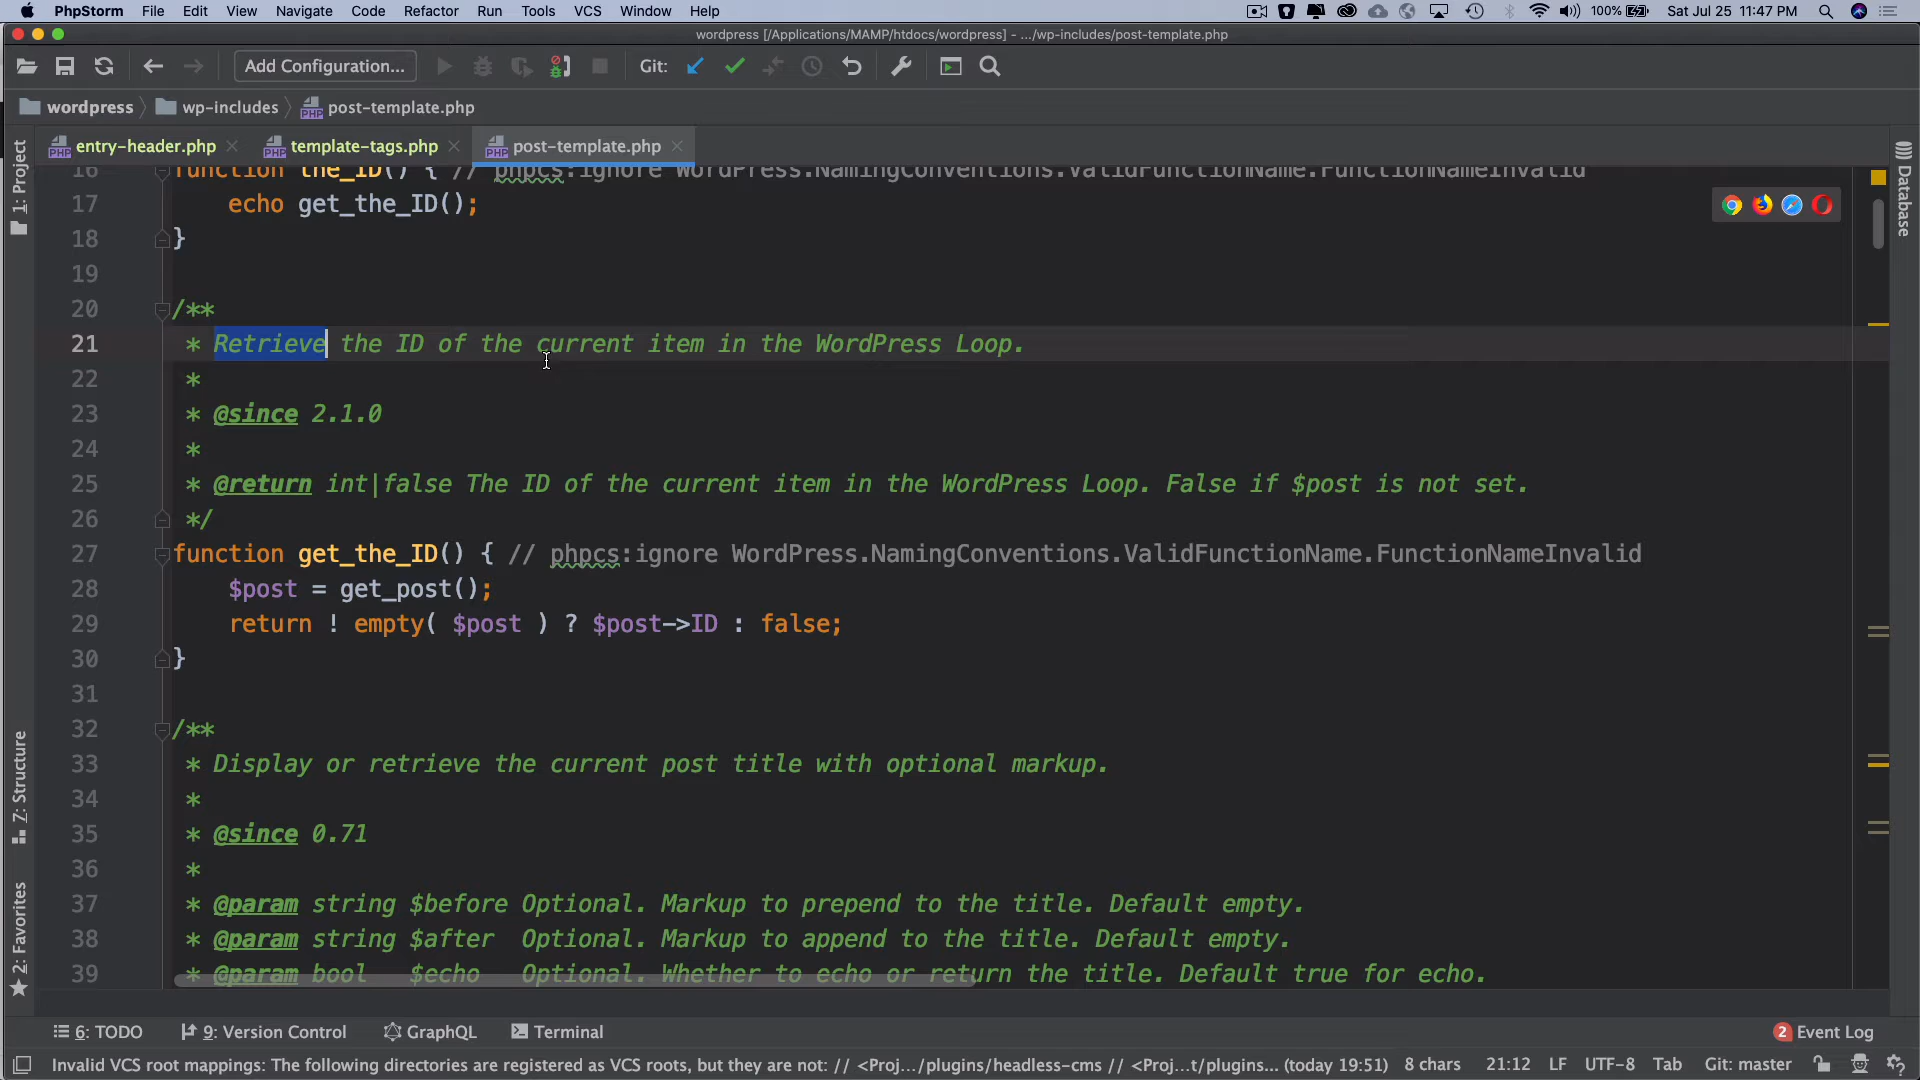 PhpStorm File Edit View Navigate Code Refactor Run Tools VCS Window Help 100% Sat Jul 25 11:47 PM
wordpress [/Applications/MAMP/htdocs/wordpress] - .../wp-includes/post-template.php
Add Configuration... Git:
wordpress wp-includes post-template.php
entry-header.php template-tags.php post-template.php
1: Project
Database
16 function the_ID() { // phpcs:ignore WordPress.NamingConventions.ValidFunctionName.FunctionNameInvalid
17 echo get_the_ID();
18 }
19
20 /**
21 * Retrieve the ID of the current item in the WordPress Loop.
22 *
23 * @since 2.1.0
24 *
25 * @return int|false The ID of the current item in the WordPress Loop. False if $post is not set.
26 */
27 function get_the_ID() { // phpcs:ignore WordPress.NamingConventions.ValidFunctionName.FunctionNameInvalid
28 $post = get_post();
29 return ! empty( $post ) ? $post->ID : false;
30 }
31
32 /**
33 * Display or retrieve the current post title with optional markup.
34 *
35 * @since 0.71
36 *
37 * @param string $before Optional. Markup to prepend to the title. Default empty.
38 * @param string $after Optional. Markup to append to the title. Default empty.
39 * @param bool $echo Optional. Whether to echo or return the title. Default true for echo.
Z: Structure
2: Favorites
6: TODO 9: Version Control GraphQL Terminal 2 Event Log
Invalid VCS root mappings: The following directories are registered as VCS roots, but they are not: // <Proj.../plugins/headless-cms // <Proj...t/plugins... (today 19:51) 8 chars 21:12 LF UTF-8 Tab Git: master